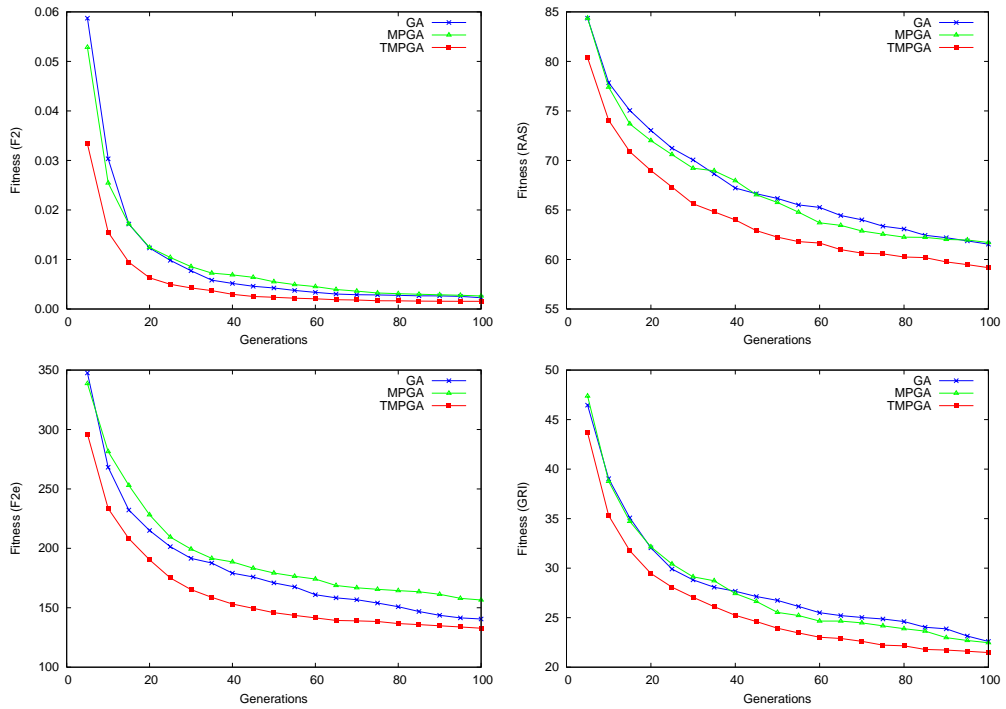 Fitness (F2)
0.06
0.05
0.04
0.03
0.02
0.01
0.00
0
20
40
60
80
100
Generations
GA
MPGA
TMPGA
Fitness (RAS)
85
80
75
70
65
60
55
0
20
40
60
80
100
Generations
GA
MPGA
TMPGA
Fitness (F2e)
350
300
250
200
150
100
0
20
40
60
80
100
Generations
GA
MPGA
TMPGA
Fitness (GRI)
50
45
40
35
30
25
20
0
20
40
60
80
100
Generations
GA
MPGA
TMPGA